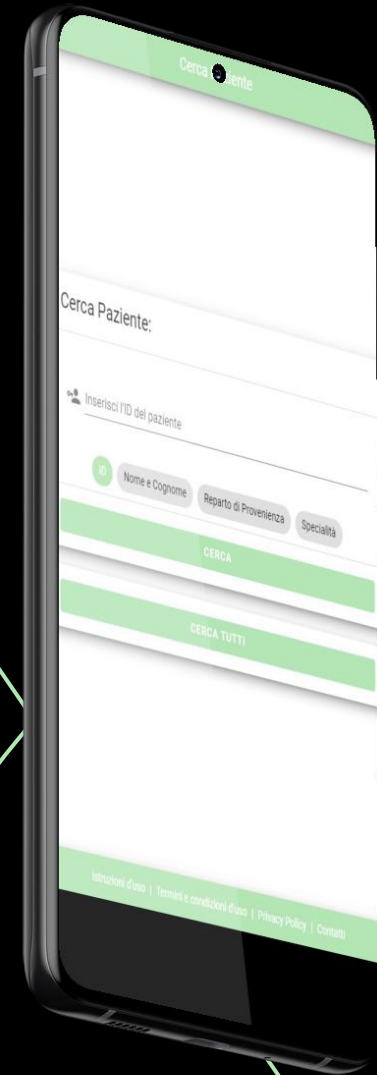 Cerca
Cerca Paziente:
Inserisci l'ID del paziente
ID Nome e Cognome Reparto di Provenienza Specialità
CERCA
CERCA TUTTI
Istruzioni d'uso | Termini e condizioni d'uso | Privacy Policy | Contatti